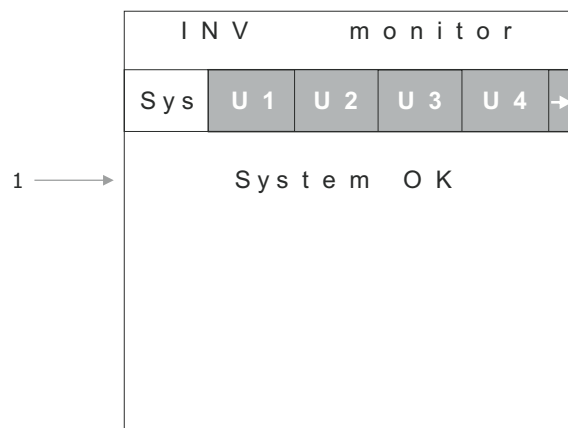 INV monitor
Sys U1 U2 U3 U4 →
1 System OK